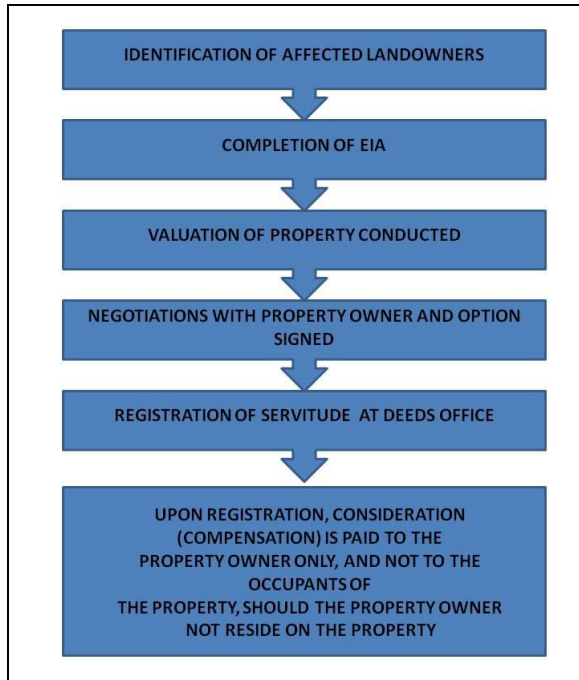 IDENTIFICATION OF AFFECTED LANDOWNERS
COMPLETION OF EIA
VALUATION OF PROPERTY CONDUCTED
NEGOTIATIONS WITH PROPERTY OWNER AND OPTION
SIGNED
REGISTRATION OF SERVITUDE AT DEEDS OFFICE
UPON REGISTRATION, CONSIDERATION
(COMPENSATION) IS PAID TO THE
PROPERTY OWNER ONLY, AND NOT TO THE
OCCUPANTS OF
THE PROPERTY, SHOULD THE PROPERTY OWNER
NOT RESIDE ON THE PROPERTY